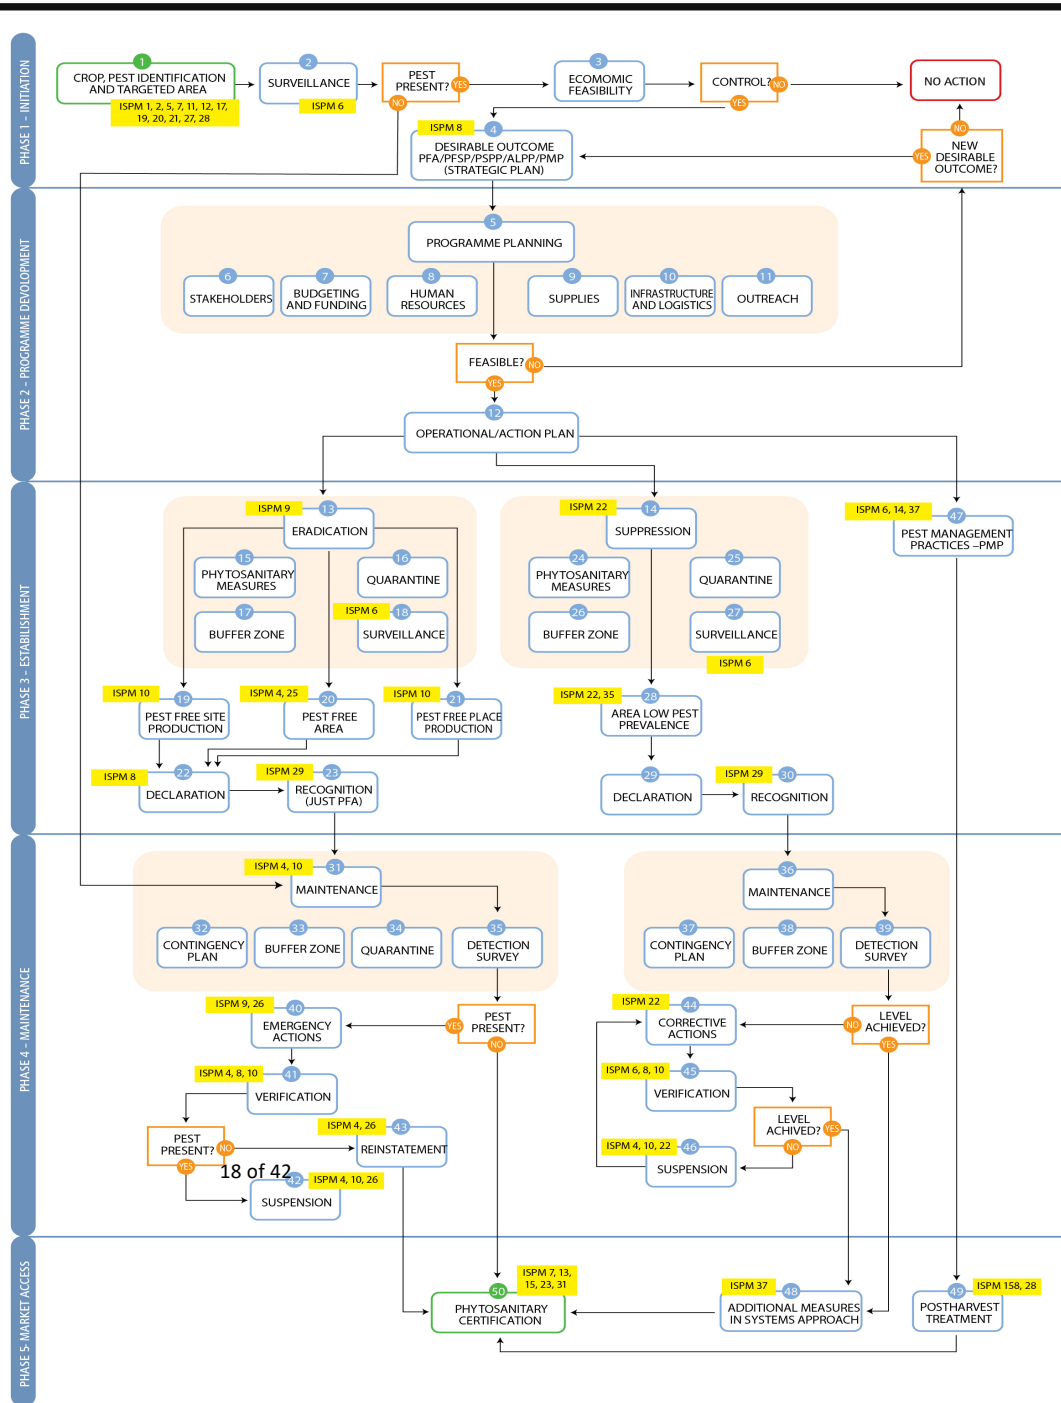 PHASE 1 – INITIATION
1
CROP, PEST IDENTIFICATION
AND TARGETED AREA
ISPM 1, 2, 5, 7, 11, 12, 17,
19, 20, 21, 27, 28
2
SURVEILLANCE
ISPM 6
PEST
PRESENT?
YES
NO
3
ECOMOMIC
FEASIBILITY
CONTROL?
NO
YES
NO ACTION
ISPM 8
4
DESIRABLE OUTCOME
PFA/PFSP/PSPP/ALPP/PMP
(STRATEGIC PLAN)
NO
YES
NEW
DESIRABLE
OUTCOME?
PHASE 2 – PROGRAMME DEVOLOPMENT
5
PROGRAMME PLANNING
6
STAKEHOLDERS
7
BUDGETING
AND FUNDING
8
HUMAN
RESOURCES
9
SUPPLIES
10
INFRASTRUCTURE
AND LOGISTICS
11
OUTREACH
FEASIBLE?
NO
YES
12
OPERATIONAL/ACTION PLAN
PHASE 3 – ESTABILISHMENT
ISPM 9
13
ERADICATION
15
PHYTOSANITARY
MEASURES
16
QUARANTINE
17
BUFFER ZONE
ISPM 6
18
SURVEILLANCE
ISPM 22
14
SUPPRESSION
24
PHYTOSANITARY
MEASURES
25
QUARANTINE
26
BUFFER ZONE
27
SURVEILLANCE
ISPM 6
ISPM 6, 14, 37
47
PEST MANAGEMENT
PRACTICES –PMP
ISPM 10
19
PEST FREE SITE
PRODUCTION
ISPM 4, 25
20
PEST FREE
AREA
ISPM 10
21
PEST FREE PLACE
PRODUCTION
ISPM 22, 35
28
AREA LOW PEST
PREVALENCE
ISPM 8
22
DECLARATION
ISPM 29
23
RECOGNITION
(JUST PFA)
29
DECLARATION
ISPM 29
30
RECOGNITION
PHASE 4 – MAINTENANCE
ISPM 4, 10
31
MAINTENANCE
32
CONTINGENCY
PLAN
33
BUFFER ZONE
34
QUARANTINE
35
DETECTION
SURVEY
36
MAINTENANCE
37
CONTINGENCY
PLAN
38
BUFFER ZONE
39
DETECTION
SURVEY
ISPM 9, 26
40
EMERGENCY
ACTIONS
YES
PEST
PRESENT?
NO
ISPM 4, 8, 10
41
VERIFICATION
PEST
PRESENT?
NO
YES
ISPM 4, 26
43
REINSTATEMENT
18 of 42
42
ISPM 4, 10, 26
SUSPENSION
ISPM 22
44
CORRECTIVE
ACTIONS
NO
LEVEL
ACHIEVED?
YES
ISPM 6, 8, 10
45
VERIFICATION
LEVEL
ACHIVED?
YES
NO
ISPM 4, 10, 22
46
SUSPENSION
PHASE 5- MARKET ACCESS
ISPM 7, 13,
15, 23, 31
50
PHYTOSANITARY
CERTIFICATION
ISPM 37
48
ADDITIONAL MEASURES
IN SYSTEMS APPROACH
49
ISPM 158, 28
POSTHARVEST
TREATMENT